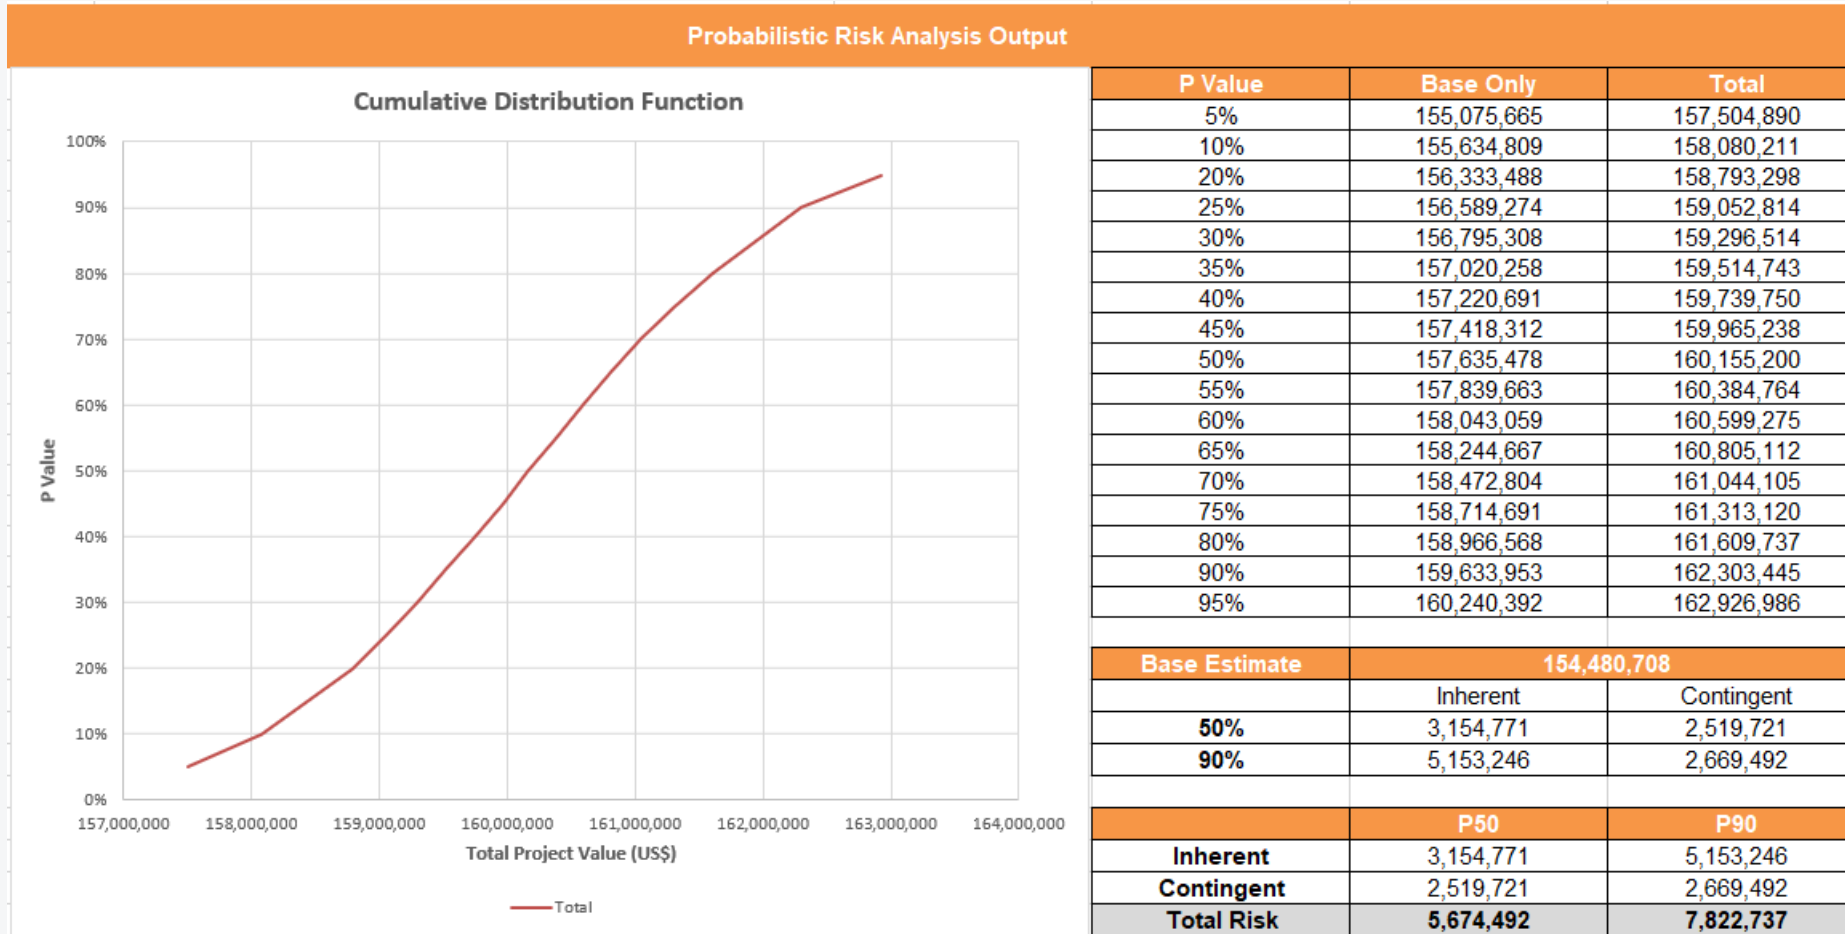 Probabilistic Risk Analysis Output
Cumulative Distribution Function
100%
90%
80%
70%
60%
50%
40%
30%
20%
10%
0%
P Value
157,000,000 158,000,000 159,000,000 160,000,000 161,000,000 162,000,000 163,000,000 164,000,000
Total Project Value (US$)
Total
P Value Base Only Total
5% 155,075,665 157,504,890
10% 155,634,809 158,080,211
20% 156,333,488 158,793,298
25% 156,589,274 159,052,814
30% 156,795,308 159,296,514
35% 157,020,258 159,514,743
40% 157,220,691 159,739,750
45% 157,418,312 159,965,238
50% 157,635,478 160,155,200
55% 157,839,663 160,384,764
60% 158,043,059 160,599,275
65% 158,244,667 160,805,112
70% 158,472,804 161,044,105
75% 158,714,691 161,313,120
80% 158,966,568 161,609,737
90% 159,633,953 162,303,445
95% 160,240,392 162,926,986
Base Estimate 154,480,708
Inherent Contingent
50% 3,154,771 2,519,721
90% 5,153,246 2,669,492
P50 P90
Inherent 3,154,771 5,153,246
Contingent 2,519,721 2,669,492
Total Risk 5,674,492 7,822,737